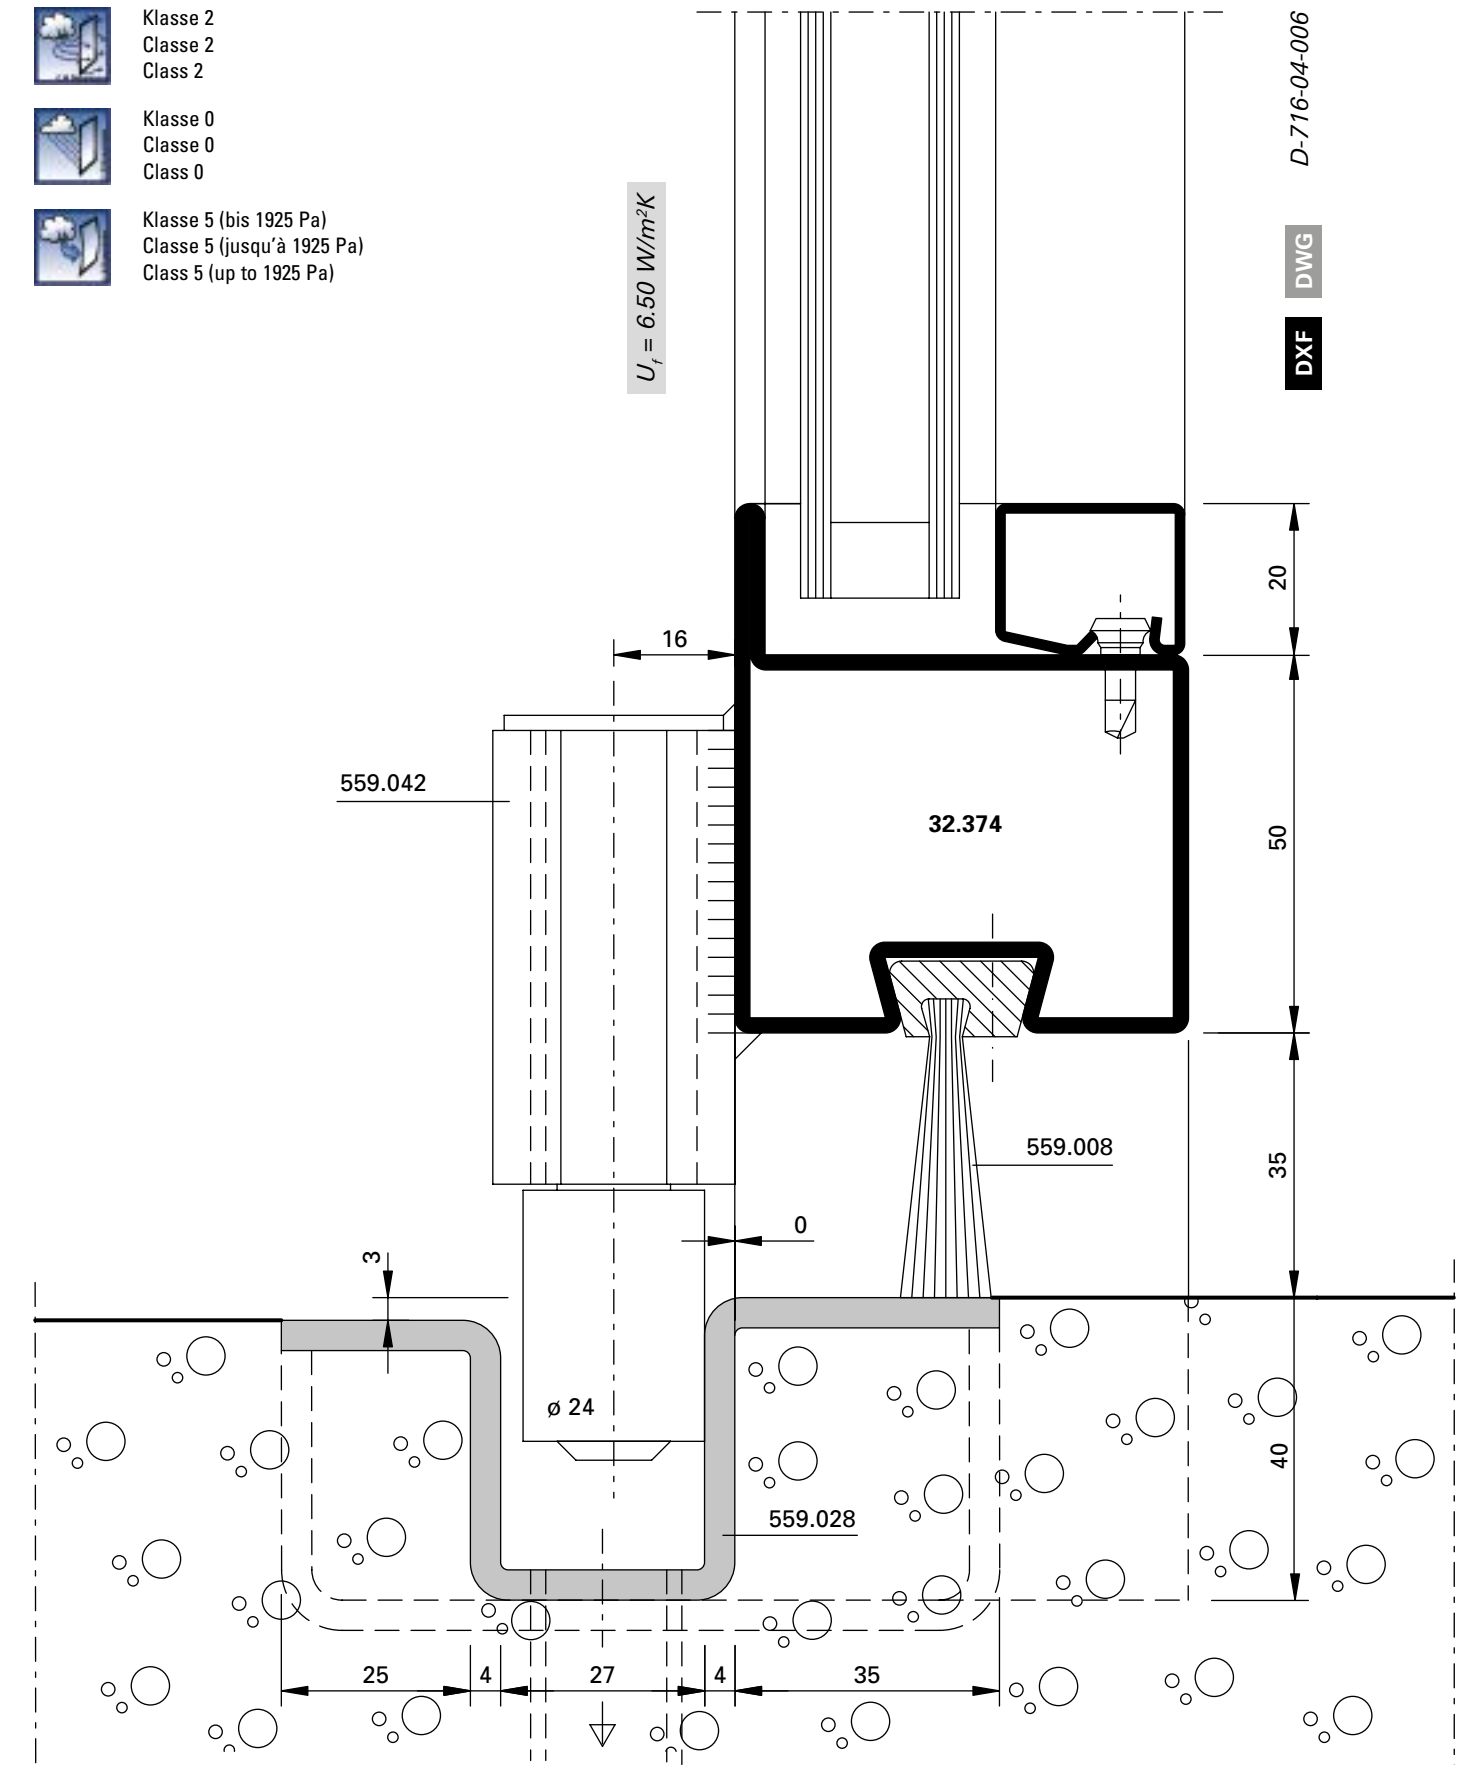 Klasse 2
Classe 2
Class 2
Klasse 0
Classe 0
Class 0
Klasse 5 (bis 1925 Pa)
Classe 5 (jusqu'à 1925 Pa)
Class 5 (up to 1925 Pa)
U_f = 6.50 W/m²K
D-716-04-006
DWG
DXF
20
16
559.042
32.374
50
559.008
35
0
3
ø 24
40
559.028
25
4
27
4
35